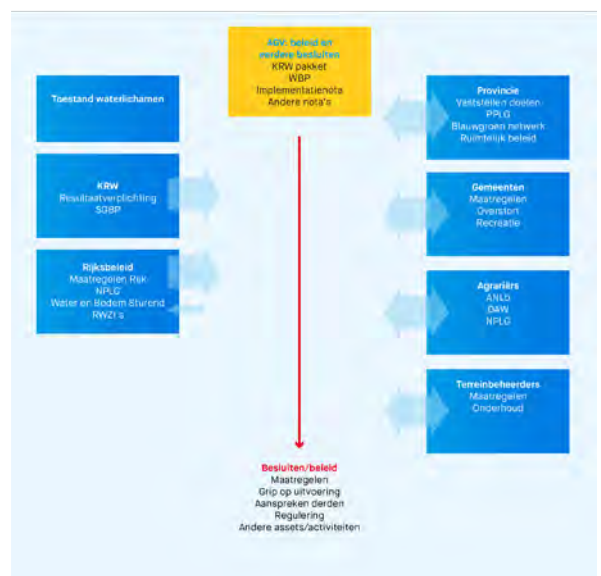 AGV, beleid en
eerdere besluiten
KRW pakket
WBP
Implementatienota
Andere nota's
Toestand waterlichamen
KRW
Resultaatverplichting
SGBP
Rijksbeleid
Maatregelen Rijk
NPLG
Water en Bodem Sturend
RWZI's
Provincie
Vaststellen doelen
PPLG
Blauwgroen netwerk
Ruimtelijk beleid
Gemeenten
Maatregelen
Overstort
Recreatie
Agrariërs
ANLB
DAW
NPLG
Terreinbeheerders
Maatregelen
Onderhoud
Besluiten/beleid
Maatregelen
Grip op uitvoering
Aanspreken derden
Regulering
Andere assets/activiteiten